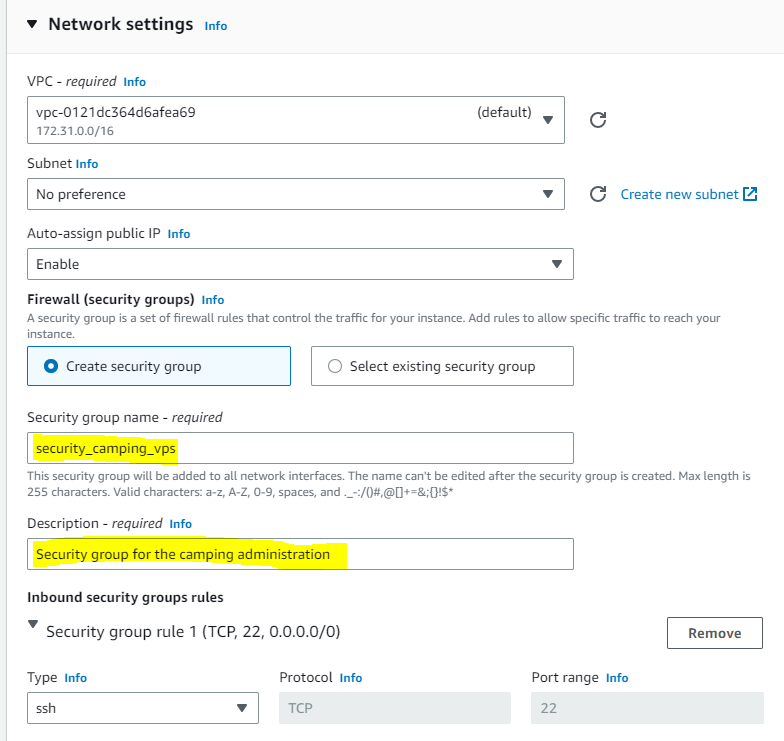 Network settings Info
VPC - required Info
vpc-0121dc364d6afea69 (default)
172.31.0.0/16
Subnet Info
No preference Create new subnet
Auto-assign public IP Info
Enable
Firewall (security groups) Info
A security group is a set of firewall rules that control the traffic for your instance. Add rules to allow specific traffic to reach your
instance.
Create security group Select existing security group
Security group name - required
security_camping_vps
This security group will be added to all network interfaces. The name can't be edited after the security group is created. Max length is
255 characters. Valid characters: a-z, A-Z, 0-9, spaces, and ._-:/()#,@[]+=&;{}!$*
Description - required Info
Security group for the camping administration
Inbound security groups rules
Security group rule 1 (TCP, 22, 0.0.0.0/0) Remove
Type Info Protocol Info Port range Info
ssh TCP 22